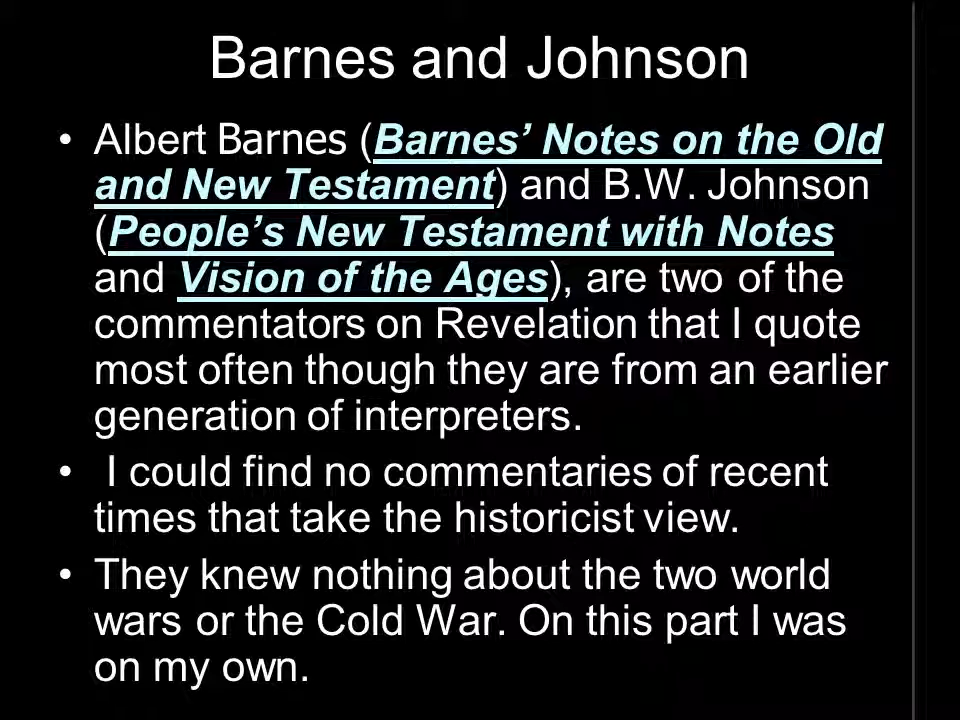 Barnes and Johnson
• Albert Barnes (Barnes’ Notes on the Old
and New Testament) and B.W. Johnson
(People’s New Testament with Notes
and Vision of the Ages), are two of the
commentators on Revelation that I quote
most often though they are from an earlier
generation of interpreters.
• I could find no commentaries of recent
times that take the historicist view.
• They knew nothing about the two world
wars or the Cold War. On this part I was
on my own.